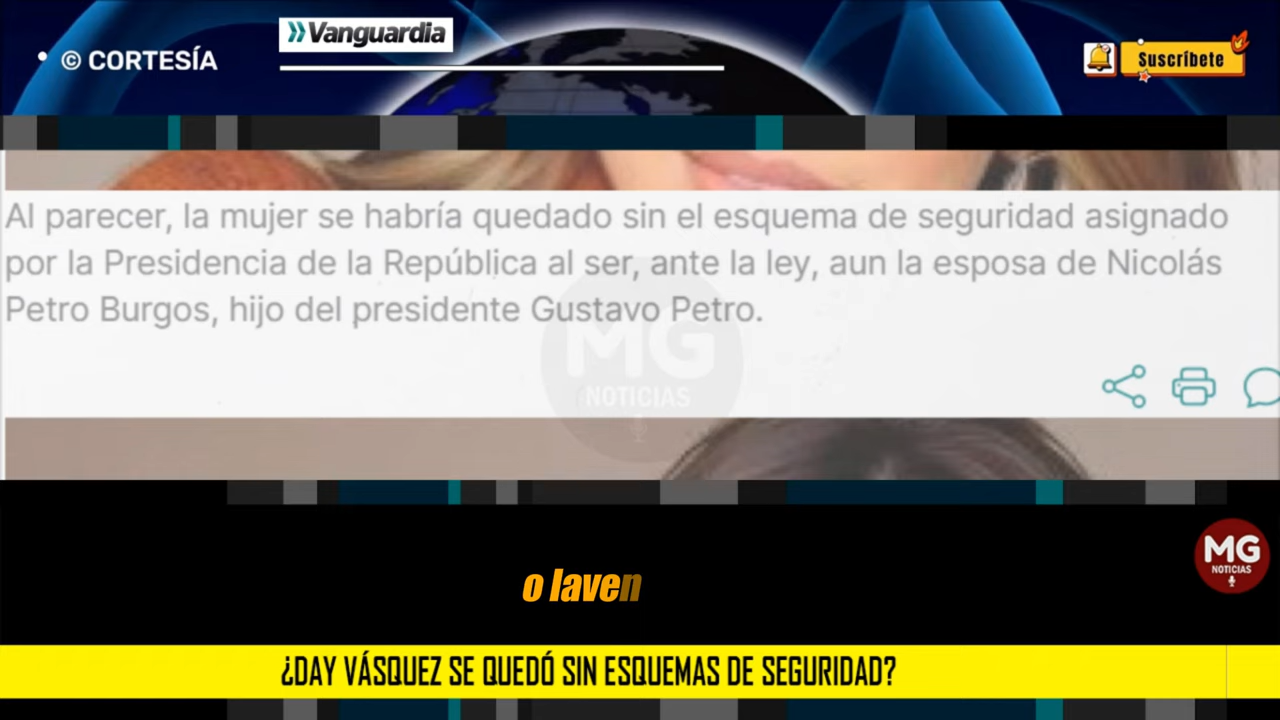 © CORTESÍA
Vanguardia
Suscríbete
Al parecer, la mujer se habría quedado sin el esquema de seguridad asignado
por la Presidencia de la República al ser, ante la ley, aun la esposa de Nicolás
Petro Burgos, hijo del presidente Gustavo Petro.
MG
NOTICIAS
MG
NOTICIAS
o laven
¿DAY VÁSQUEZ SE QUEDÓ SIN ESQUEMAS DE SEGURIDAD?